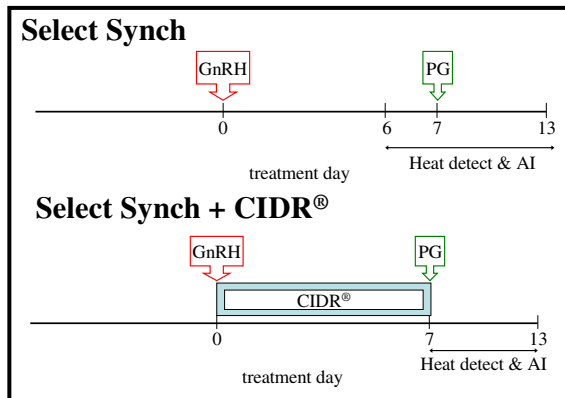 Select Synch
GnRH PG
0 6 7 13
Heat detect & AI
treatment day
Select Synch + CIDR®
GnRH PG
CIDR®
0 7 13
Heat detect & AI
treatment day